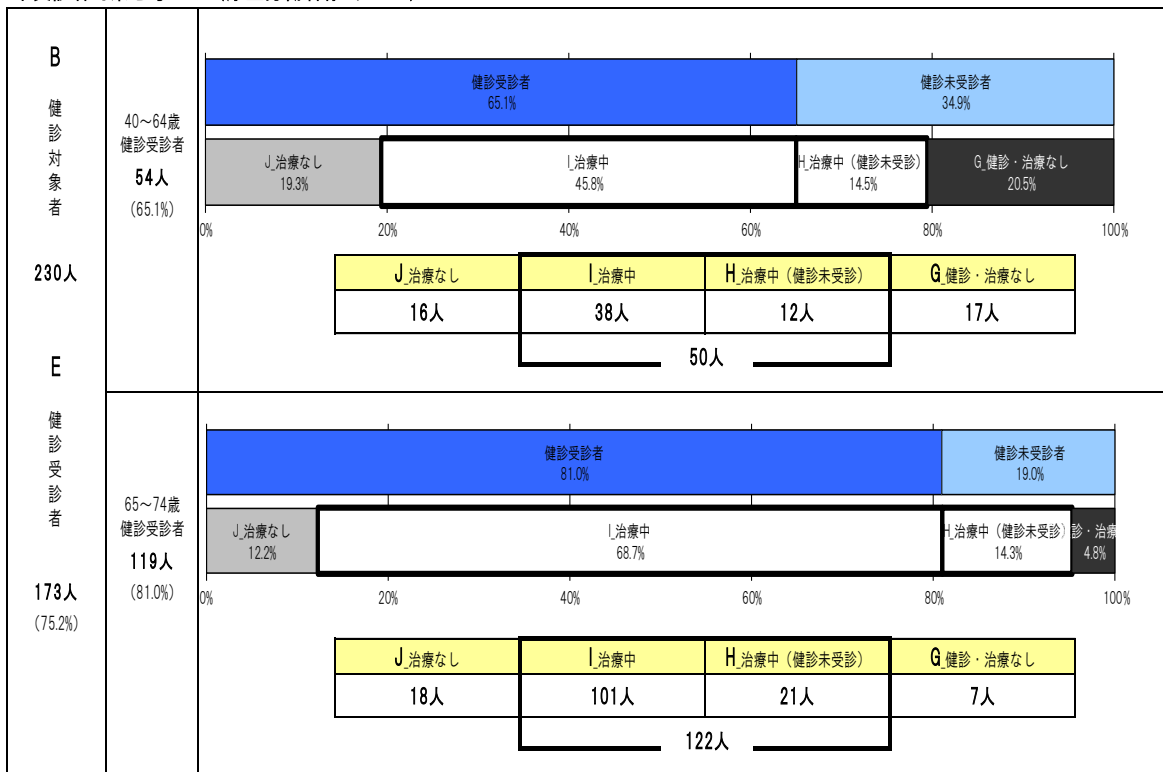 B
健
診
対
象
者
230人
E
健
診
受
診
者
173人
(75.2%)
40～64歳
健診受診者
54人
(65.1%)
健診受診者
65.1%
健診未受診者
34.9%
J_治療なし
19.3%
I_治療中
45.8%
H_治療中（健診未受診）
14.5%
G_健診・治療なし
20.5%
0% 20% 40% 60% 80% 100%
J_治療なし I_治療中 H_治療中（健診未受診） G_健診・治療なし
16人 38人 12人 17人
50人
65～74歳
健診受診者
119人
(81.0%)
健診受診者
81.0%
健診未受診者
19.0%
J_治療なし
12.2%
I_治療中
68.7%
H_治療中（健診未受診）
14.3%
診・治療
4.8%
0% 20% 40% 60% 80% 100%
J_治療なし I_治療中 H_治療中（健診未受診） G_健診・治療なし
18人 101人 21人 7人
122人